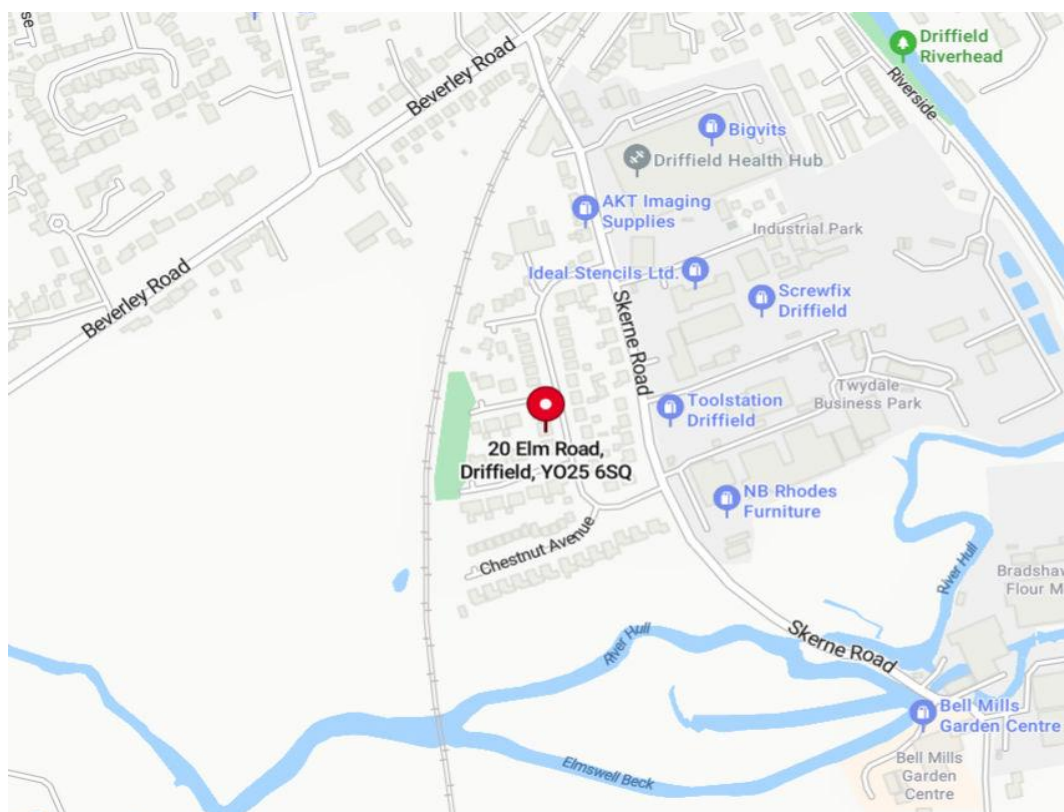 Beverley Road
Driffield
Riverhead
Riverside
Bigvits
Driffield Health Hub
AKT Imaging
Supplies
Industrial Park
Ideal Stencils Ltd.
Screwfix
Driffield
Beverley Road
Skerne Road
Twydale
Business Park
Toolstation
Driffield
20 Elm Road,
Driffield, YO25 6SQ
NB Rhodes
Furniture
Chestnut Avenue
River Hull
Bradshaw
Flour M
River Hull
Skerne Road
Bell Mills
Garden Centre
Elmswell Beck
Bell Mills
Garden
Centre